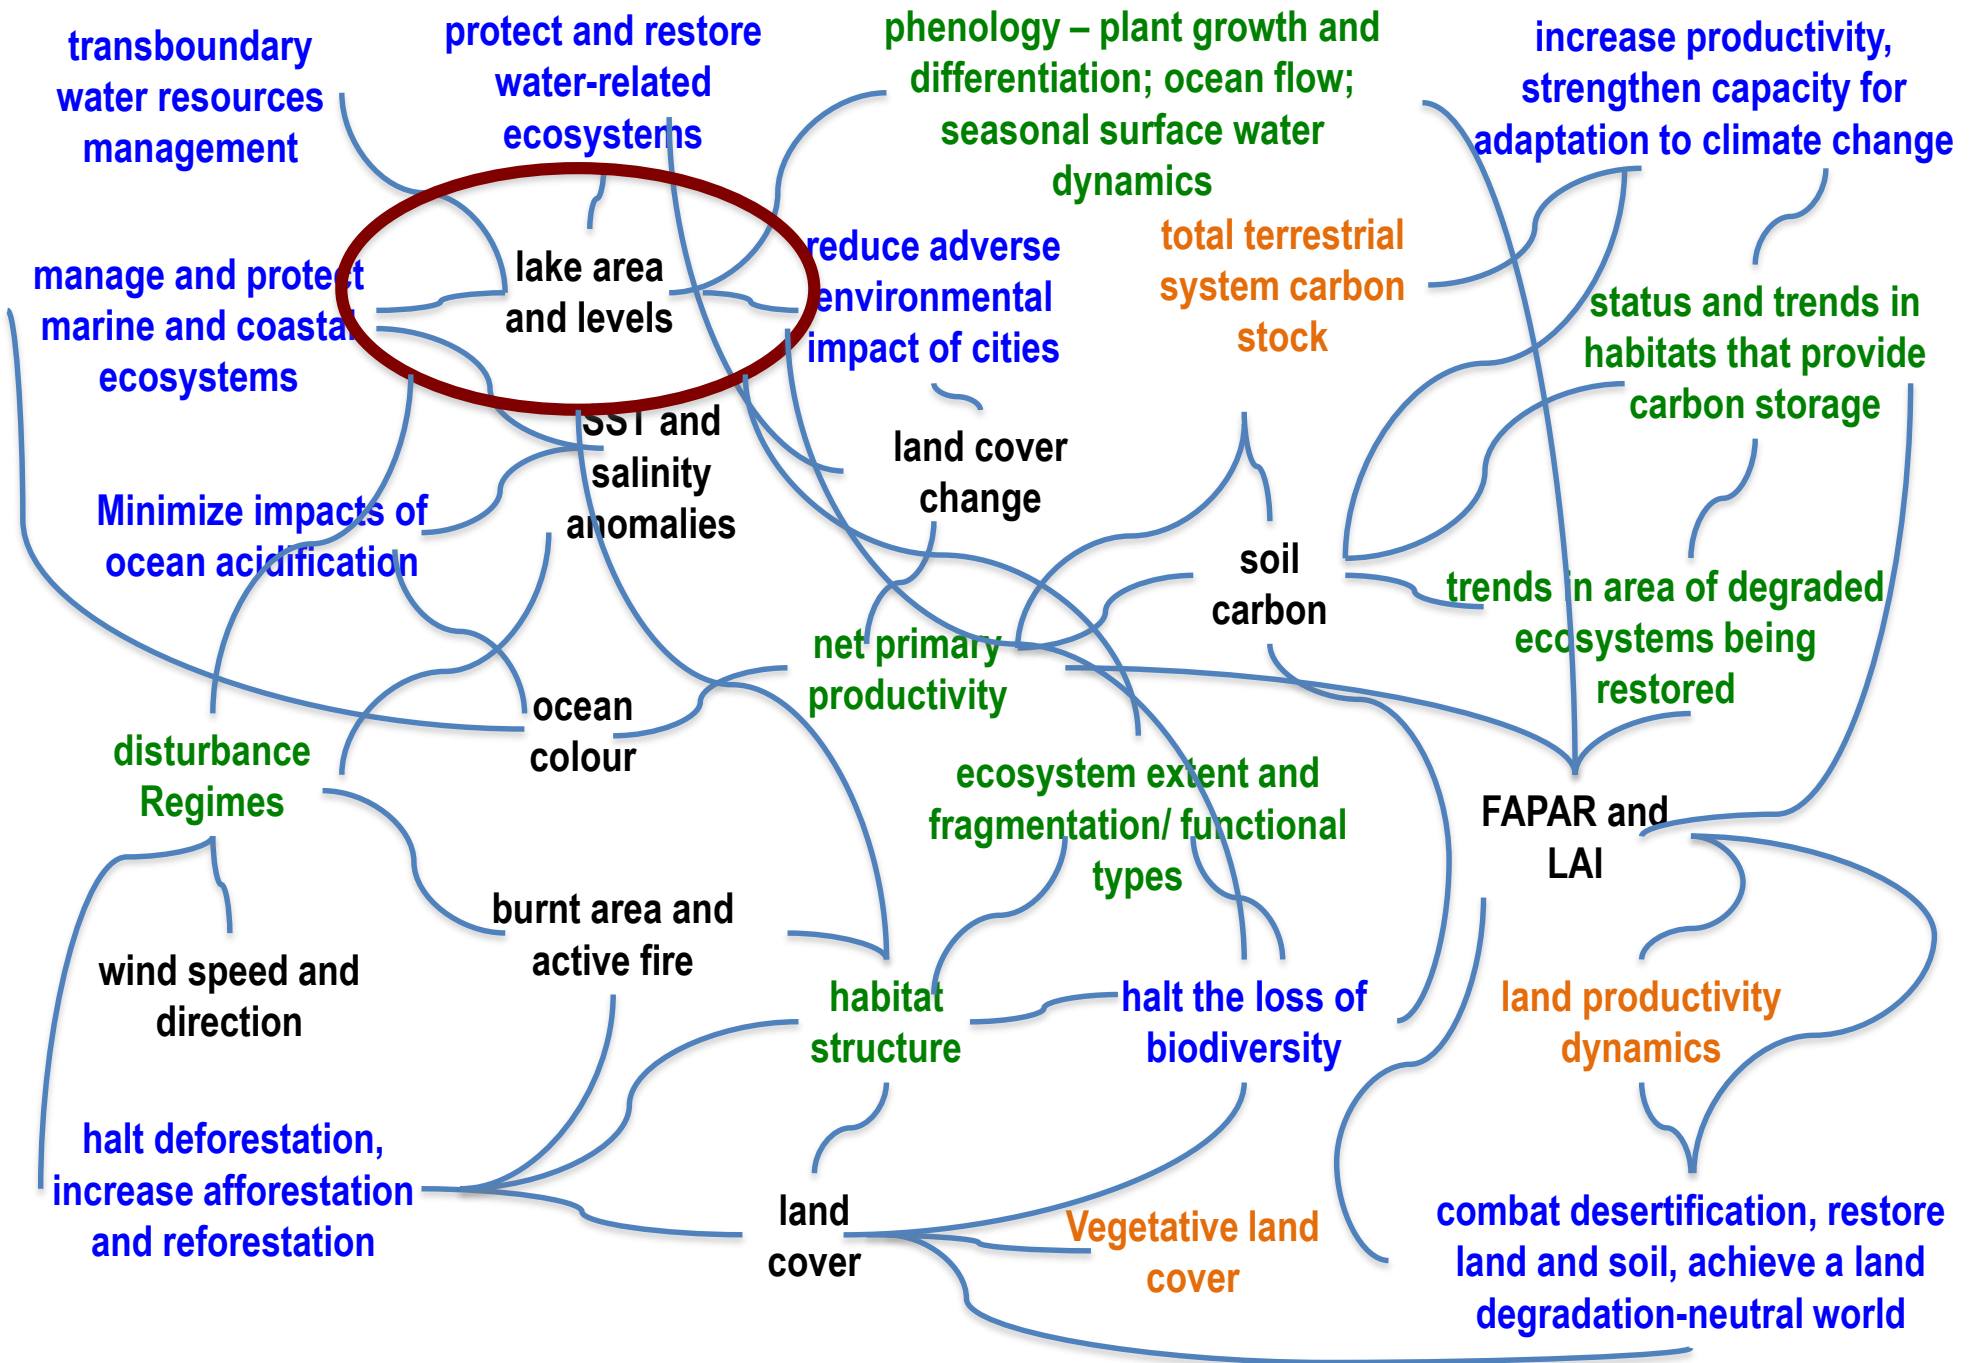 transboundary
water resources
management
protect and restore
water-related
ecosystems
phenology – plant growth and
differentiation; ocean flow;
seasonal surface water
dynamics
increase productivity,
strengthen capacity for
adaptation to climate change
manage and protect
marine and coastal
ecosystems
lake area
and levels
reduce adverse
environmental
impact of cities
total terrestrial
system carbon
stock
status and trends in
habitats that provide
carbon storage
SST and
salinity
anomalies
land cover
change
Minimize impacts of
ocean acidification
soil
carbon
trends in area of degraded
ecosystems being
restored
net primary
productivity
ocean
colour
disturbance
Regimes
ecosystem extent and
fragmentation/ functional
types
FAPAR and
LAI
burnt area and
active fire
wind speed and
direction
habitat
structure
halt the loss of
biodiversity
land productivity
dynamics
halt deforestation,
increase afforestation
and reforestation
land
cover
Vegetative land
cover
combat desertification, restore
land and soil, achieve a land
degradation-neutral world